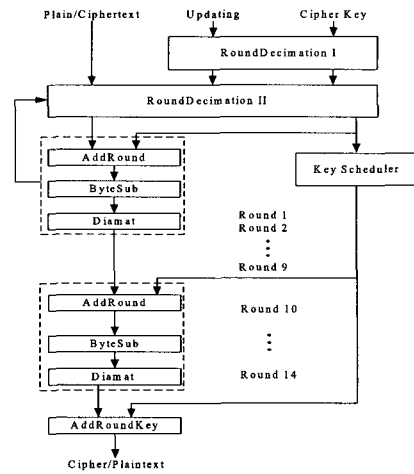 Plain/Ciphertext
Updating
Cipher Key
RoundDecimation I
RoundDecimation II
AddRound
ByteSub
Diamat
Key Scheduler
Round 1
Round 2
Round 9
AddRound
ByteSub
Diamat
Round 10
Round 14
AddRoundKey
Cipher/Plaintext